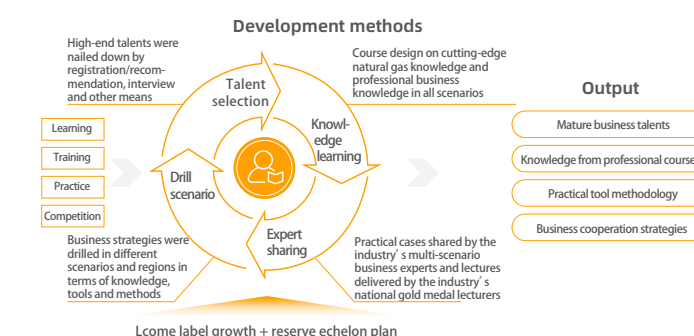 Development methods
High-end talents were
nailed down by
registration/recom-
mendation, interview
and other means
Course design on cutting-edge
natural gas knowledge and
professional business
knowledge in all scenarios
Talent
selection
Knowl-
edge
learning
Drill
scenario
Expert
sharing
Learning
Training
Practice
Competition
Business strategies were
drilled in different
scenarios and regions in
terms of knowledge,
tools and methods
Practical cases shared by the
industry's multi-scenario
business experts and lectures
delivered by the industry's
national gold medal lecturers
Output
Mature business talents
Knowledge from professional course
Practical tool methodology
Business cooperation strategies
Lcome label growth + reserve echelon plan